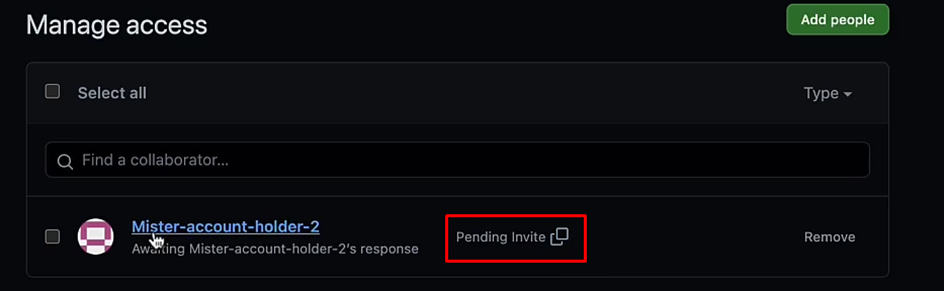 Manage access
Add people
Select all
Type
Find a collaborator...
Mister-account-holder-2
Awaiting Mister-account-holder-2's response
Pending Invite
Remove